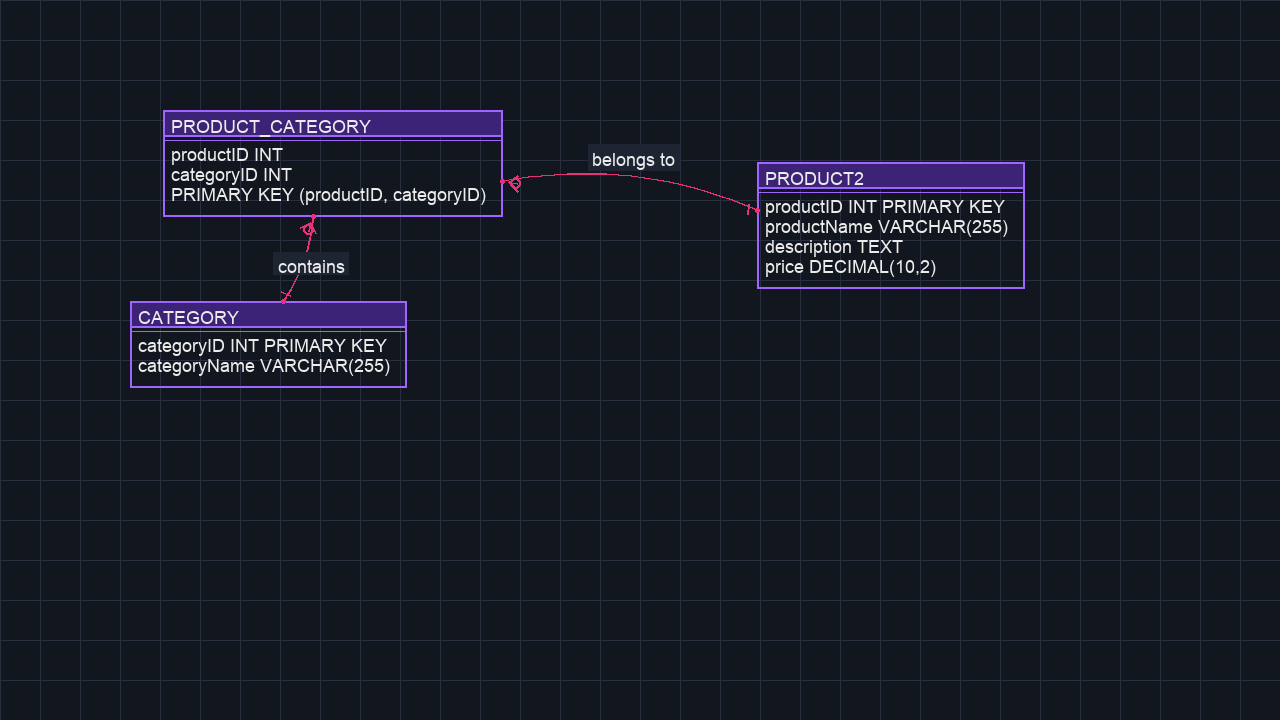 PRODUCT_CATEGORY
productID INT
categoryID INT
PRIMARY KEY (productID, categoryID)
belongs to
PRODUCT2
productID INT PRIMARY KEY
productName VARCHAR(255)
description TEXT
price DECIMAL(10,2)
contains
CATEGORY
categoryID INT PRIMARY KEY
categoryName VARCHAR(255)